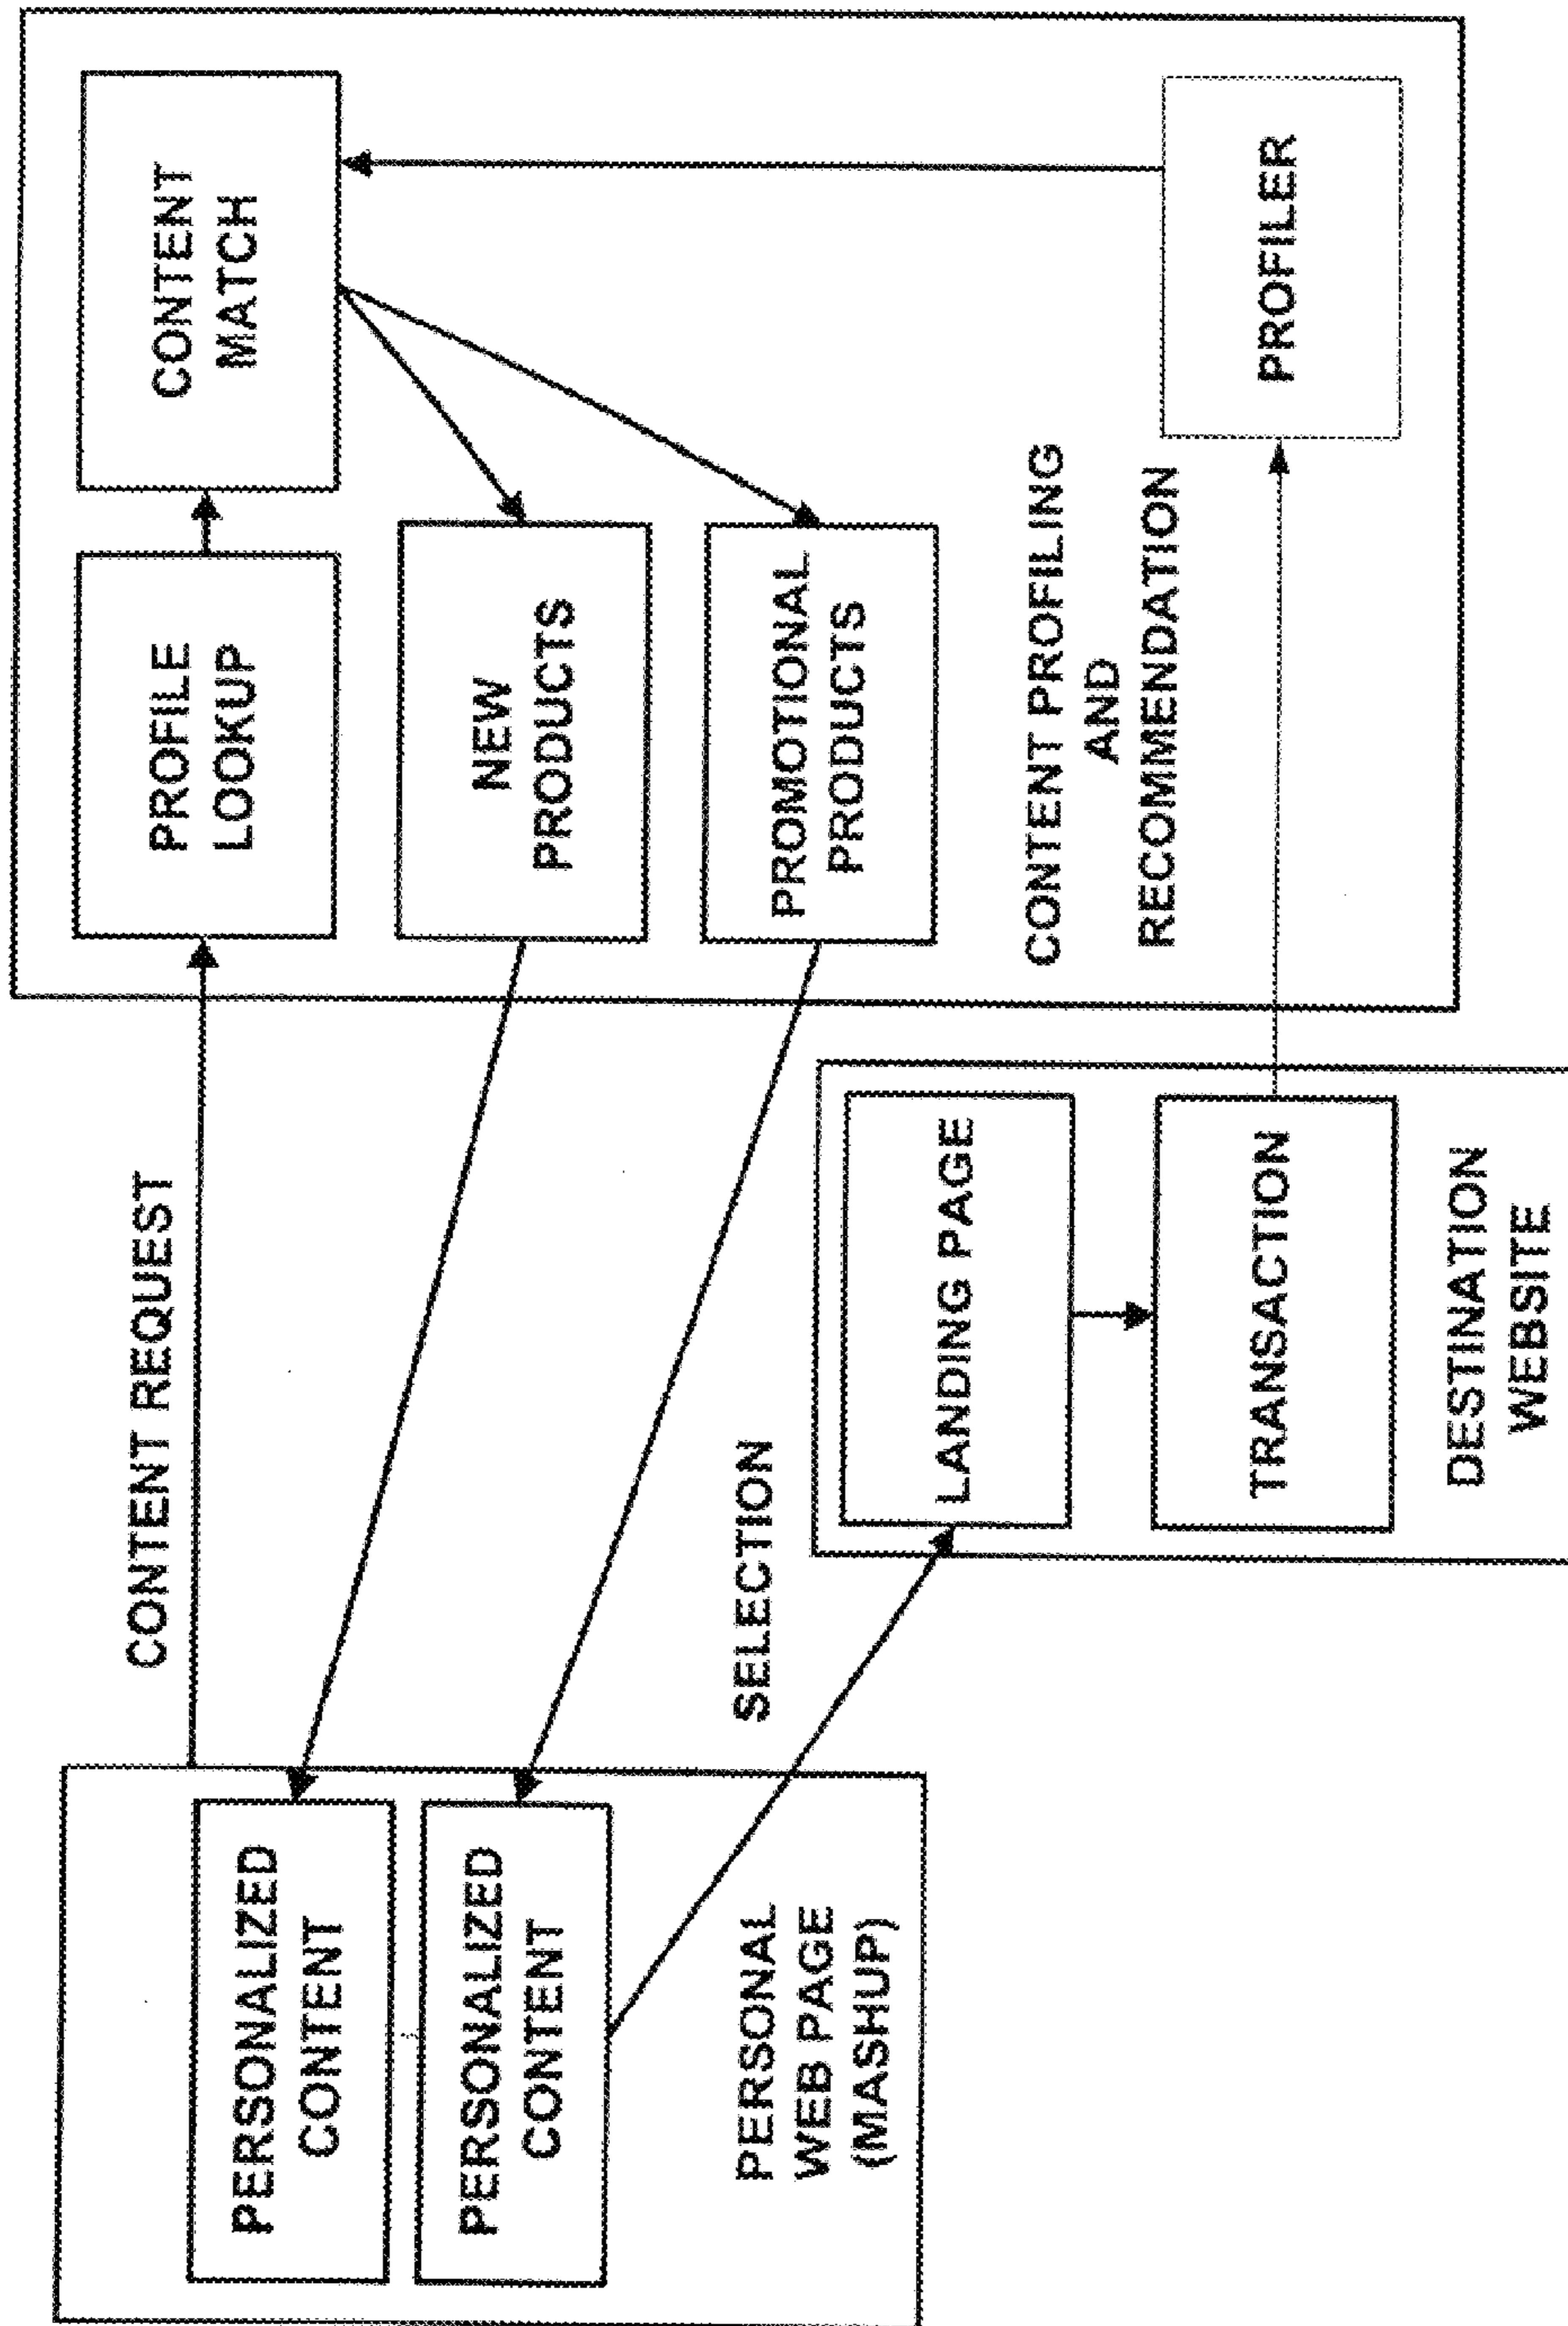 CONTENT REQUEST
PERSONALIZED
CONTENT
PERSONALIZED
CONTENT
PERSONAL
WEB PAGE
(MASHUP)
SELECTION
LANDING PAGE
TRANSACTION
DESTINATION
WEBSITE
PROFILE
LOOKUP
CONTENT
MATCH
NEW
PRODUCTS
PROMOTIONAL
PRODUCTS
CONTENT PROFILING
AND
RECOMMENDATION
PROFILER